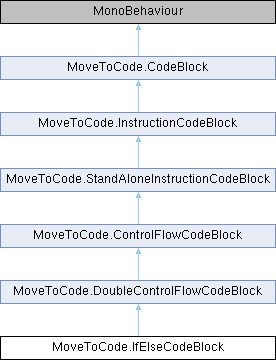 MonoBehaviour
MoveToCode.CodeBlock
MoveToCode.InstructionCodeBlock
MoveToCode.StandAloneInstructionCodeBlock
MoveToCode.ControlFlowCodeBlock
MoveToCode.DoubleControlFlowCodeBlock
MoveToCode.IfElseCodeBlock